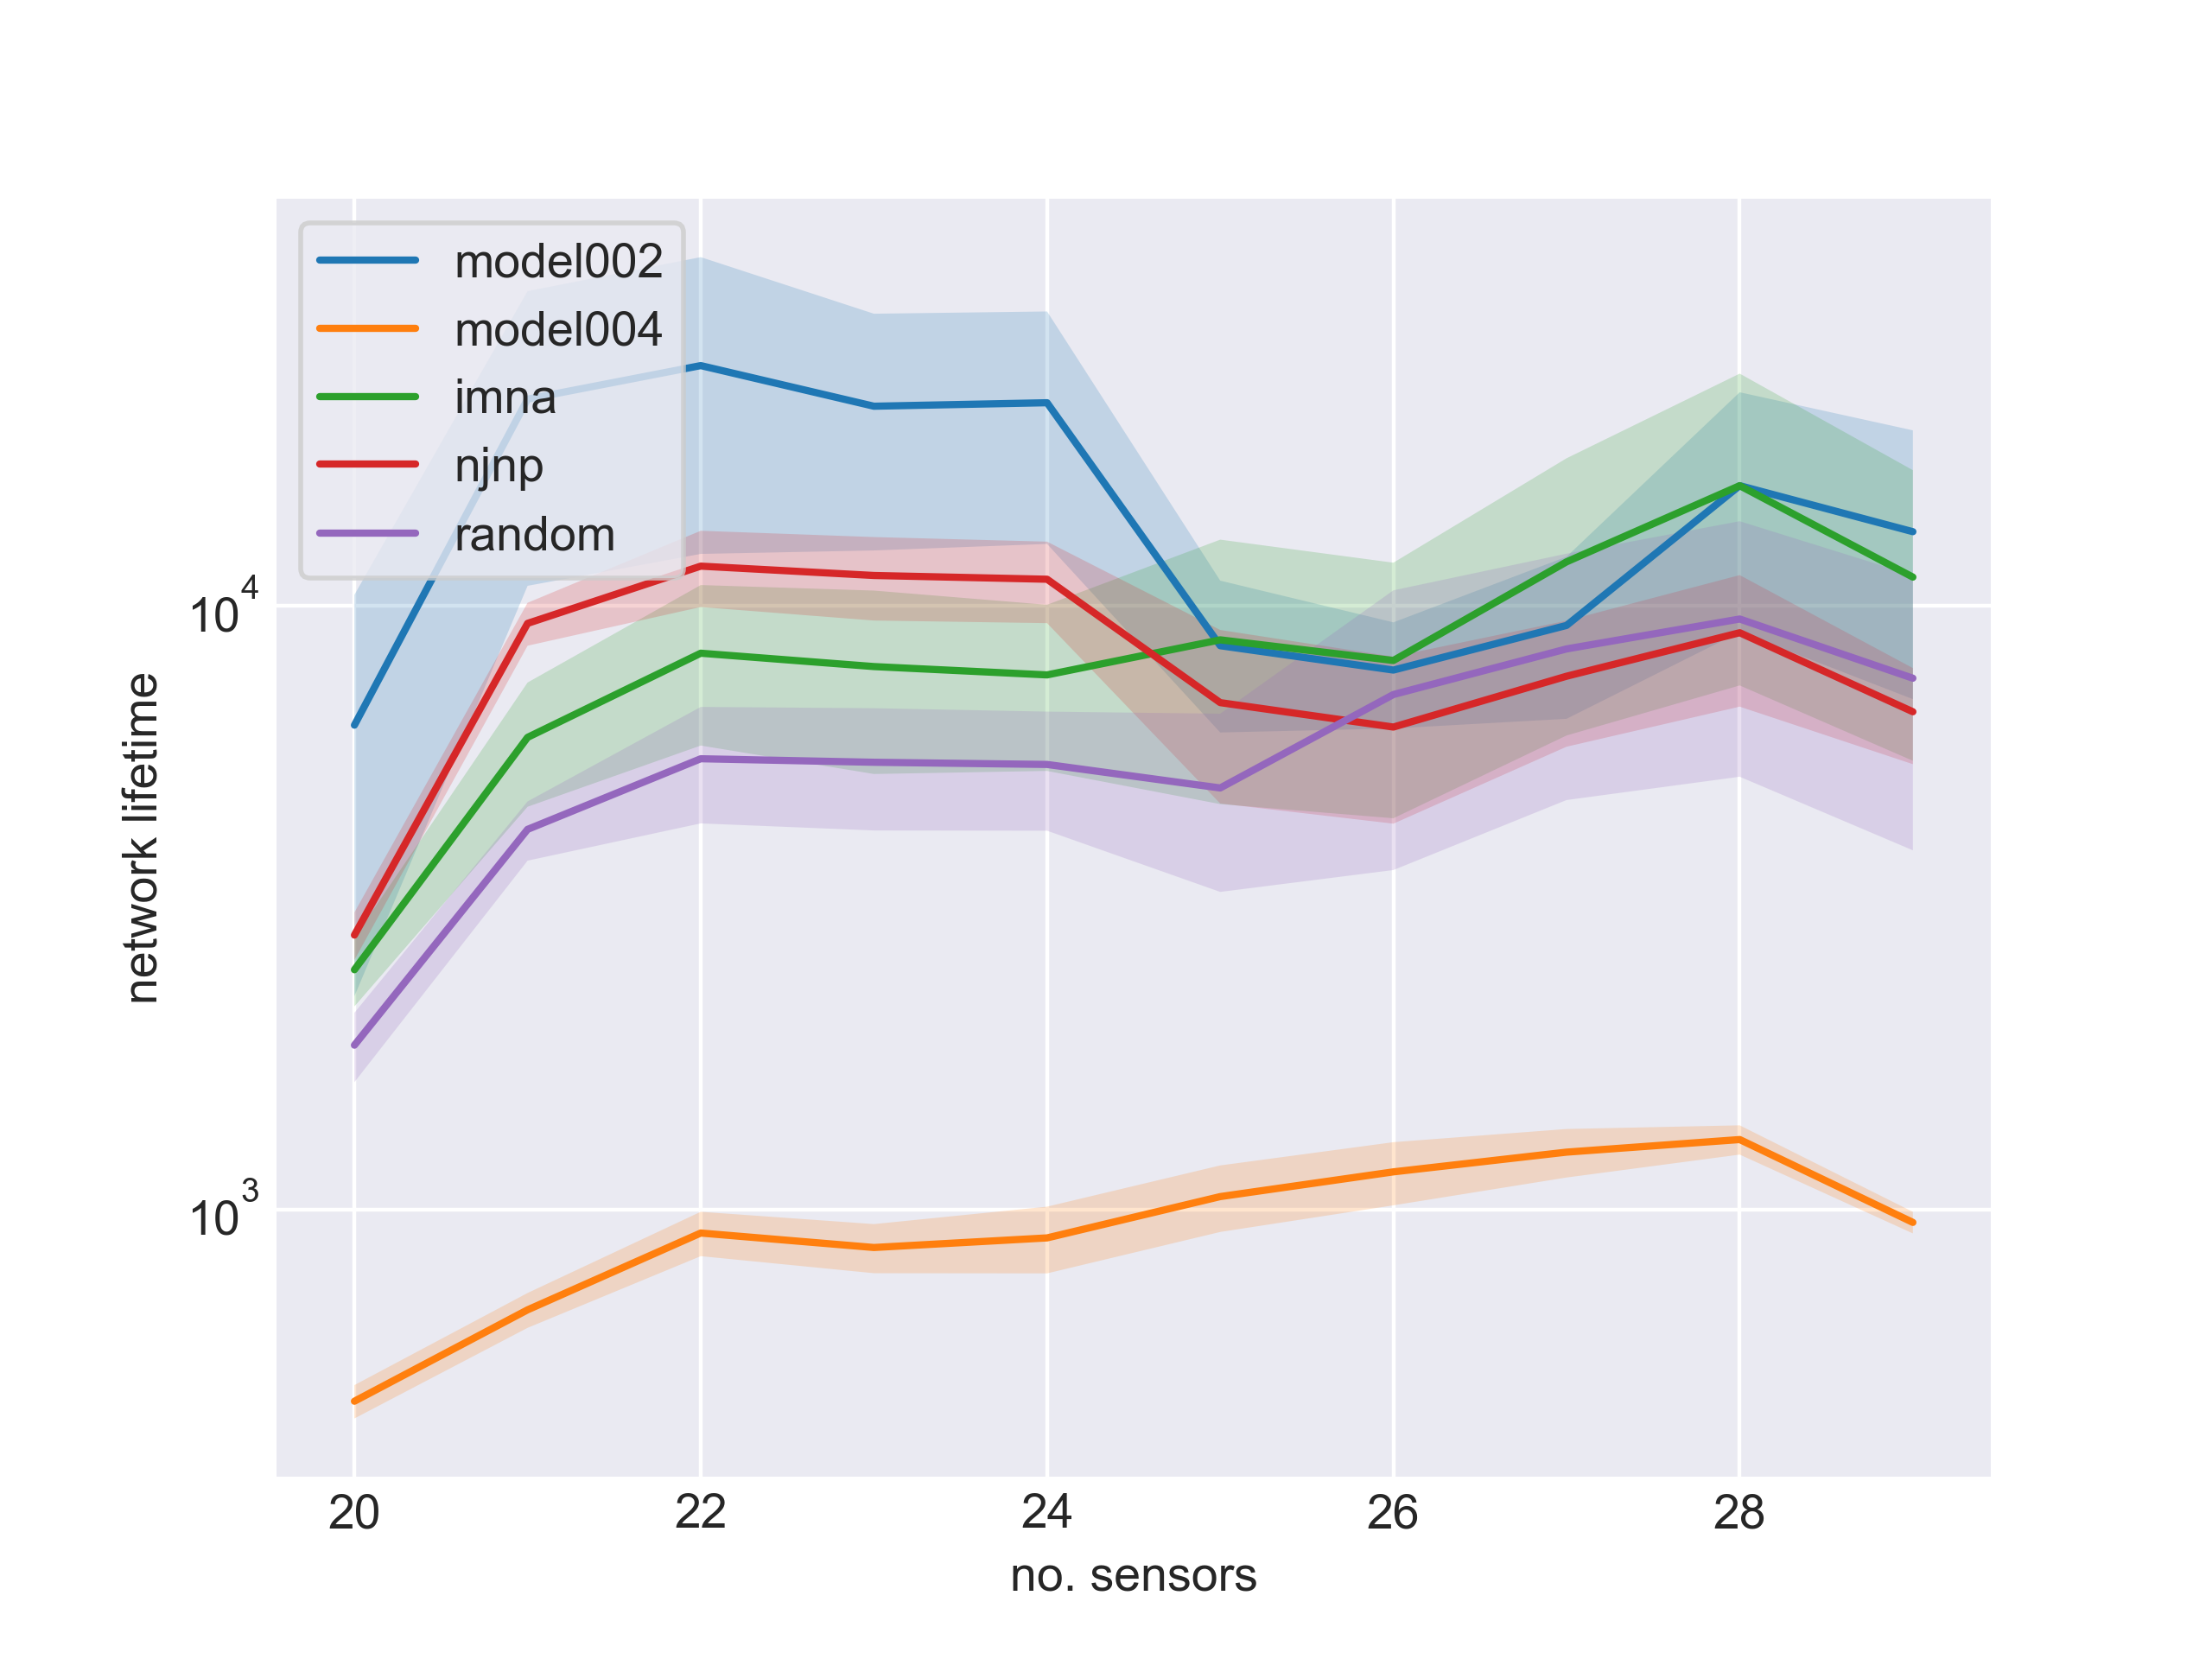 model002
model004
imna
njnp
random
10^4
10^3
network lifetime
20 22 24 26 28
no. sensors